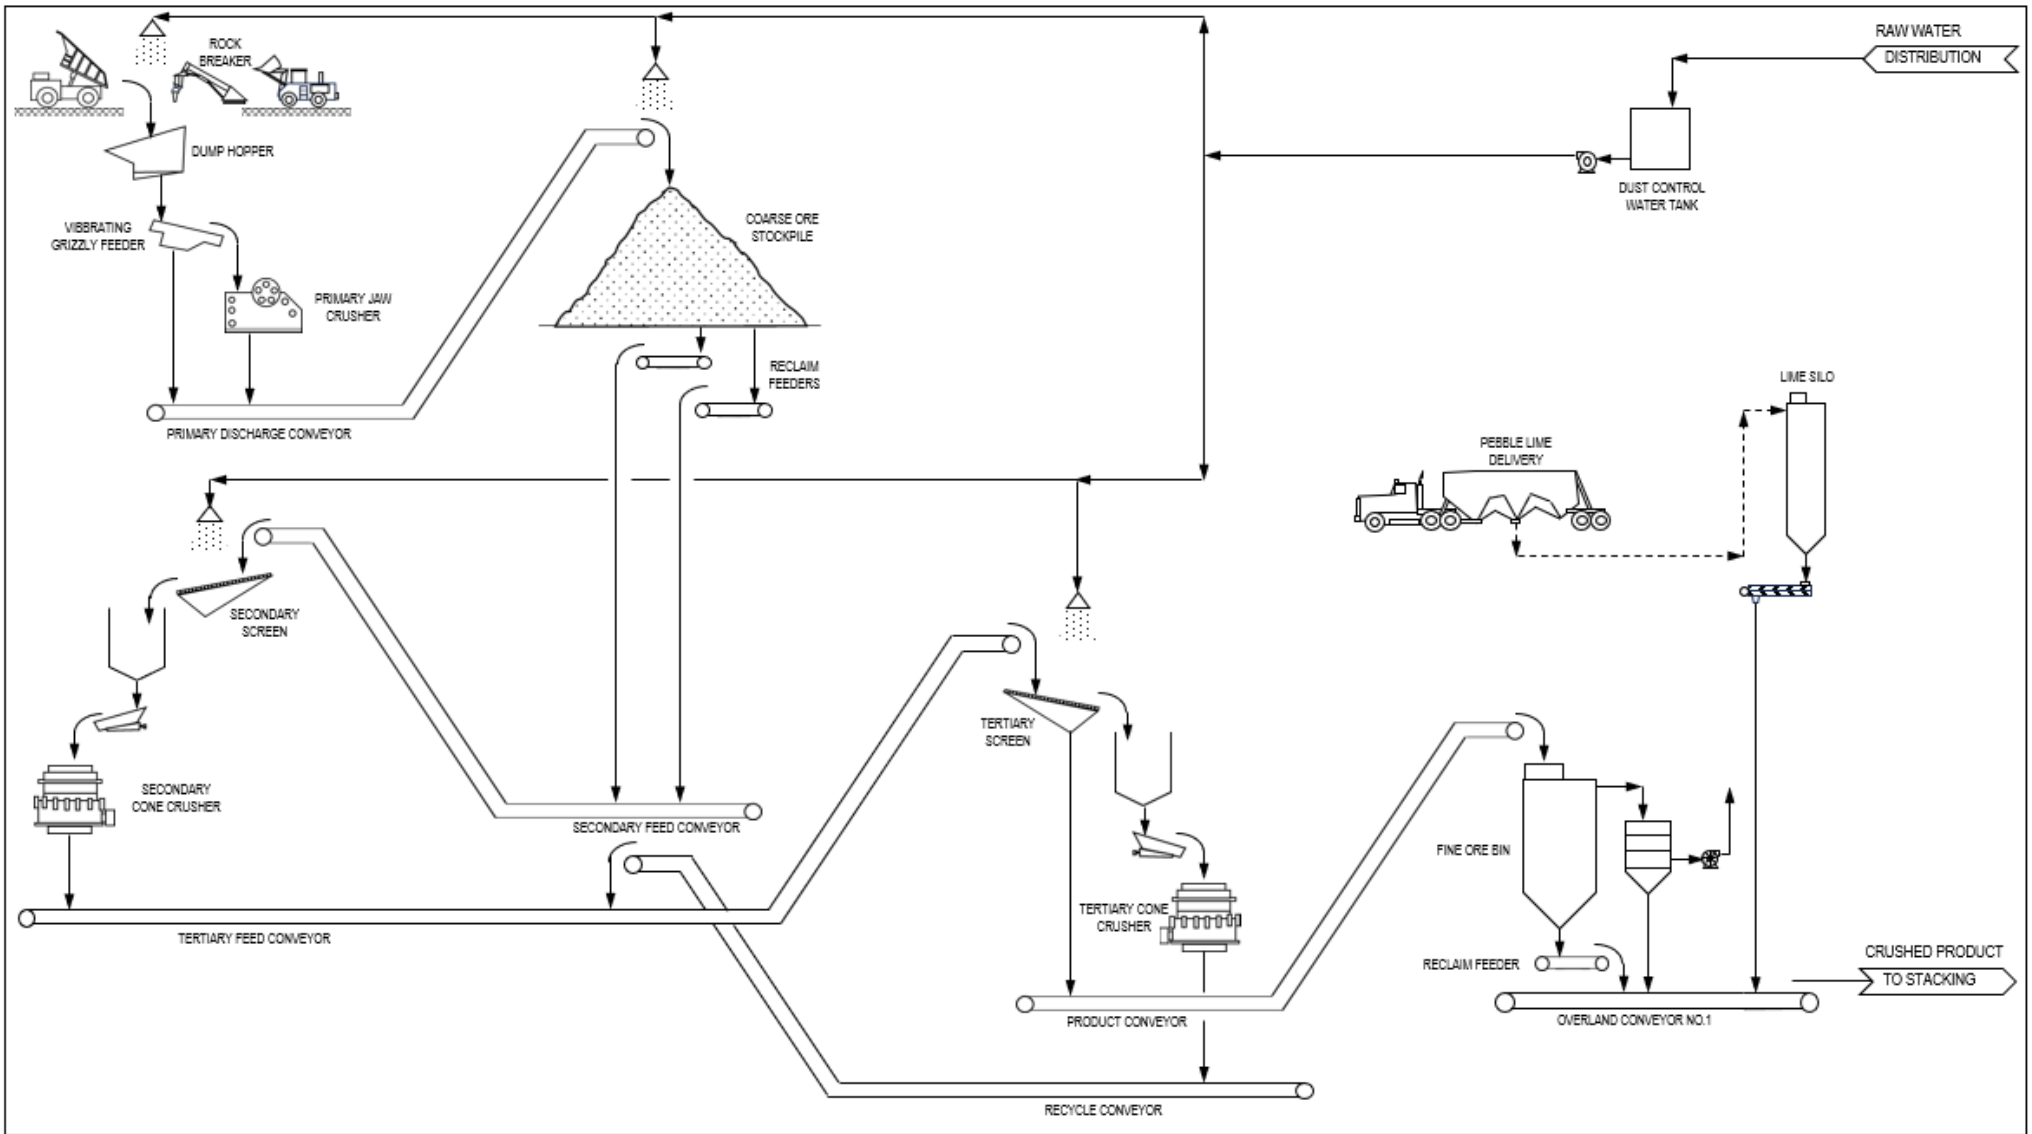 RAW WATER
DISTRIBUTION
ROCK
BREAKER
DUMP HOPPER
DUST CONTROL
WATER TANK
VIBBRATING
GRIZZLY FEEDER
COARSE ORE
STOCKPILE
PRIMARY JAW
CRUSHER
RECLAIM
FEEDERS
LIME SILO
PRIMARY DISCHARGE CONVEYOR
PEBBLE LIME
DELIVERY
SECONDARY
SCREEN
TERTIARY
SCREEN
SECONDARY
CONE CRUSHER
SECONDARY FEED CONVEYOR
FINE ORE BIN
TERTIARY CONE
CRUSHER
TERTIARY FEED CONVEYOR
RECLAIM FEEDER
CRUSHED PRODUCT
TO STACKING
PRODUCT CONVEYOR
OVERLAND CONVEYOR NO.1
RECYCLE CONVEYOR